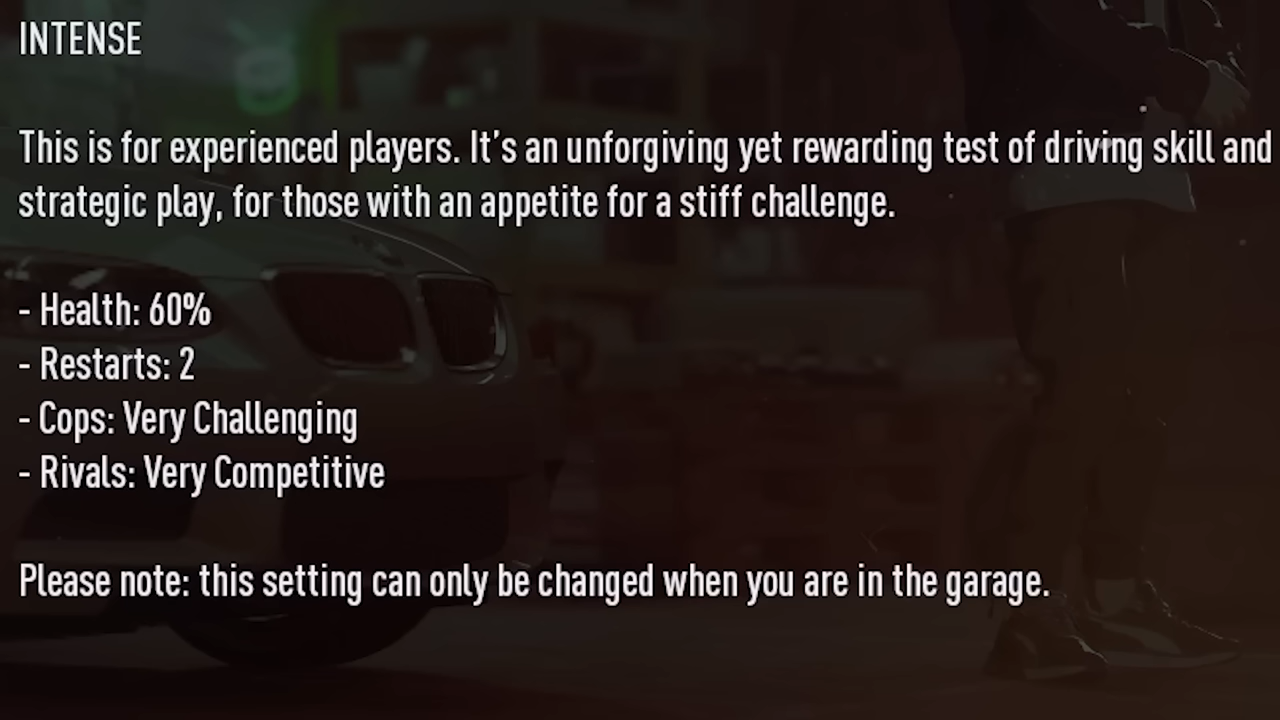 INTENSE
This is for experienced players. It's an unforgiving yet rewarding test of driving skill and
strategic play, for those with an appetite for a stiff challenge.
- Health: 60%
- Restarts: 2
- Cops: Very Challenging
- Rivals: Very Competitive
Please note: this setting can only be changed when you are in the garage.